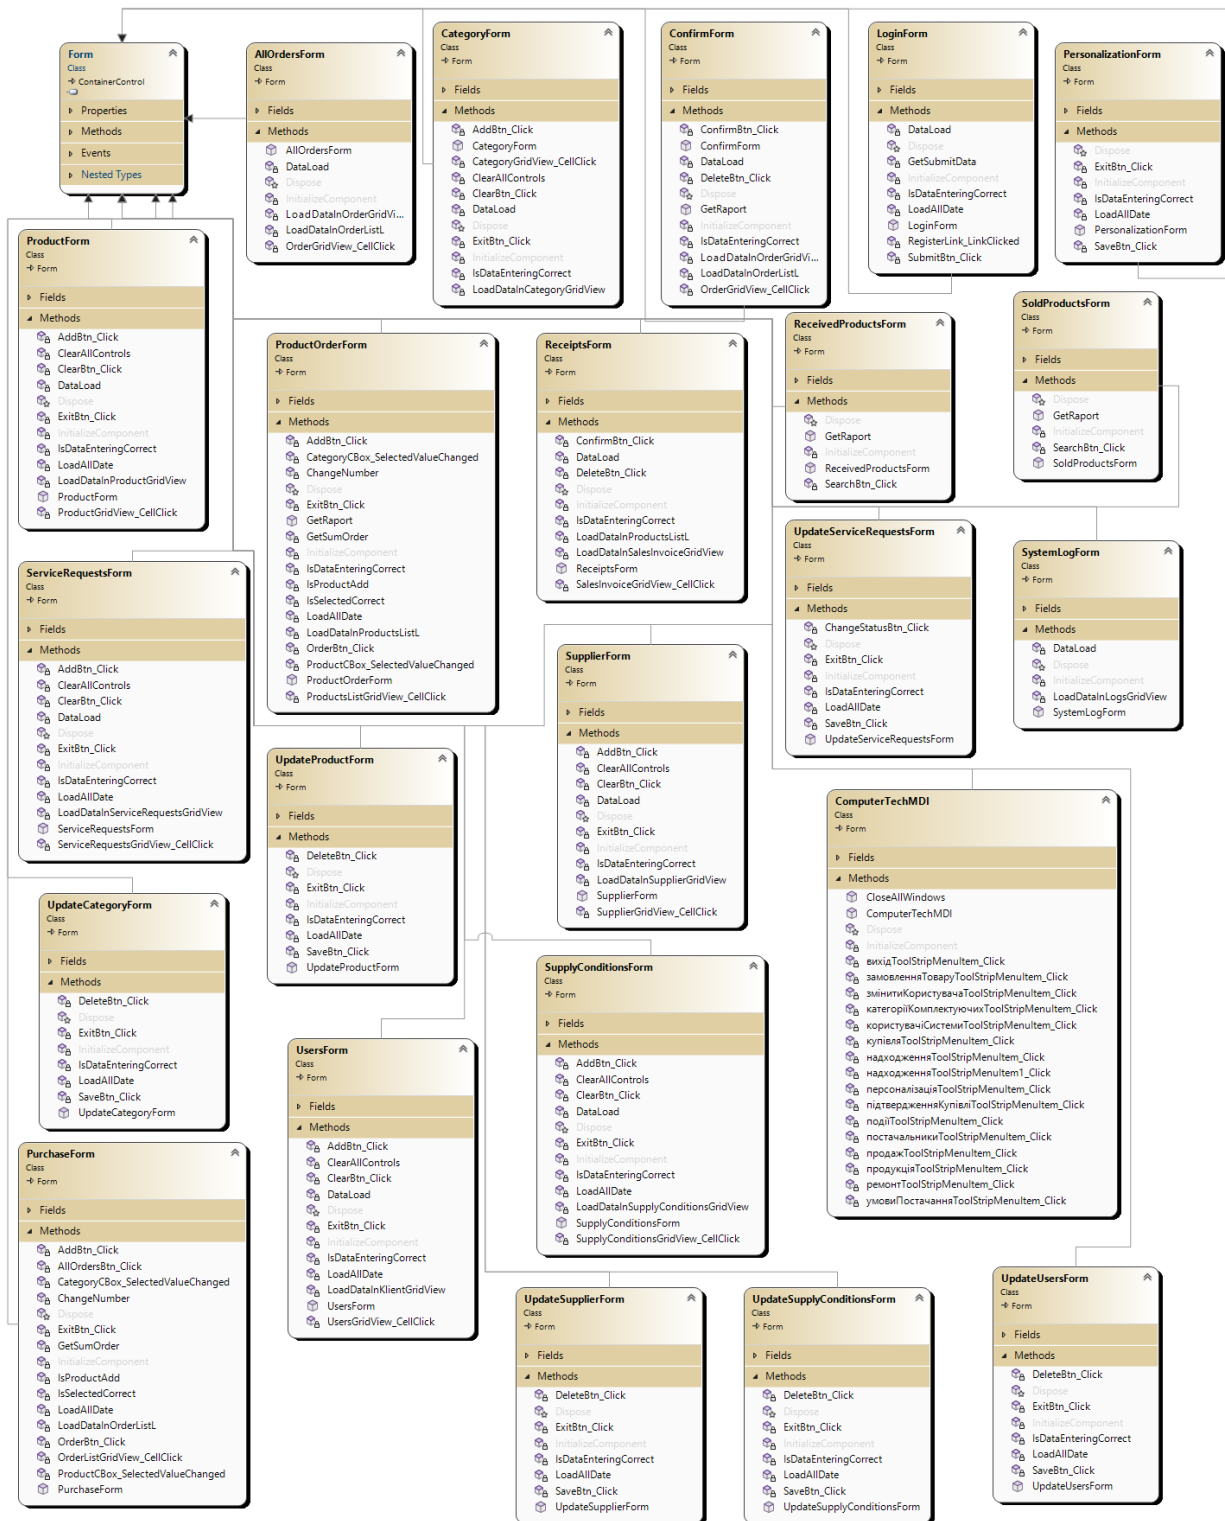 Form
Class
ContainerControl
Properties
Methods
Events
Nested Types
AllOrdersForm
Class
Form
Fields
Methods
AllOrdersForm
DataLoad
Dispose
InitializeComponent
LoadDataInOrderGridVi...
LoadDataInOrderListL
OrderGridView_CellClick
CategoryForm
Class
Form
Fields
Methods
AddBtn_Click
CategoryForm
CategoryGridView_CellClick
ClearAllControls
ClearBtn_Click
DataLoad
Dispose
ExitBtn_Click
InitializeComponent
IsDataEnteringCorrect
LoadDataInCategoryGridView
ConfirmForm
Class
Form
Fields
Methods
ConfirmBtn_Click
ConfirmForm
DataLoad
DeleteBtn_Click
Dispose
GetRaport
InitializeComponent
IsDataEnteringCorrect
LoadDataInOrderGridVi...
LoadDataInOrderListL
OrderGridView_CellClick
LoginForm
Class
Form
Fields
Methods
DataLoad
Dispose
GetSubmitData
InitializeComponent
IsDataEnteringCorrect
LoadAllDate
LoginForm
RegisterLink_LinkClicked
SubmitBtn_Click
PersonalizationForm
Class
Form
Fields
Methods
Dispose
ExitBtn_Click
InitializeComponent
IsDataEnteringCorrect
LoadAllDate
PersonalizationForm
SaveBtn_Click
ProductForm
Class
Form
Fields
Methods
AddBtn_Click
ClearAllControls
ClearBtn_Click
DataLoad
Dispose
ExitBtn_Click
InitializeComponent
IsDataEnteringCorrect
LoadAllDate
LoadDataInProductGridView
ProductForm
ProductGridView_CellClick
ProductOrderForm
Class
Form
Fields
Methods
AddBtn_Click
CategoryCBox_SelectedValueChanged
ChangeNumber
Dispose
ExitBtn_Click
GetRaport
GetSumOrder
InitializeComponent
IsDataEnteringCorrect
IsProductAdd
IsSelectedCorrect
LoadAllDate
LoadDataInProductsListL
OrderBtn_Click
ProductCBox_SelectedValueChanged
ProductOrderForm
ProductsListGridView_CellClick
ReceiptsForm
Class
Form
Fields
Methods
ConfirmBtn_Click
DataLoad
DeleteBtn_Click
Dispose
InitializeComponent
IsDataEnteringCorrect
LoadDataInProductsListL
LoadDataInSalesInvoiceGridView
ReceiptsForm
SalesInvoiceGridView_CellClick
ReceivedProductsForm
Class
Form
Fields
Methods
Dispose
GetRaport
InitializeComponent
ReceivedProductsForm
SearchBtn_Click
SoldProductsForm
Class
Form
Fields
Methods
Dispose
GetRaport
InitializeComponent
SearchBtn_Click
SoldProductsForm
ServiceRequestsForm
Class
Form
Fields
Methods
AddBtn_Click
ClearAllControls
ClearBtn_Click
DataLoad
Dispose
ExitBtn_Click
InitializeComponent
IsDataEnteringCorrect
LoadAllDate
LoadDataInServiceRequestsGridView
ServiceRequestsForm
ServiceRequestsGridView_CellClick
UpdateServiceRequestsForm
Class
Form
Fields
Methods
ChangeStatusBtn_Click
Dispose
ExitBtn_Click
InitializeComponent
IsDataEnteringCorrect
LoadAllDate
SaveBtn_Click
UpdateServiceRequestsForm
SystemLogForm
Class
Form
Fields
Methods
DataLoad
Dispose
InitializeComponent
LoadDataInLogsGridView
SystemLogForm
SupplierForm
Class
Form
Fields
Methods
AddBtn_Click
ClearAllControls
ClearBtn_Click
DataLoad
Dispose
ExitBtn_Click
InitializeComponent
IsDataEnteringCorrect
LoadDataInSupplierGridView
SupplierForm
SupplierGridView_CellClick
UpdateProductForm
Class
Form
Fields
Methods
DeleteBtn_Click
Dispose
ExitBtn_Click
InitializeComponent
IsDataEnteringCorrect
LoadAllDate
SaveBtn_Click
UpdateProductForm
ComputerTechMDI
Class
Form
Fields
Methods
CloseAllWindows
ComputerTechMDI
Dispose
InitializeComponent
вихідToolStripMenuItem_Click
замовленняТоваруToolStripMenuItem_Click
змінитиКористувачаToolStripMenuItem_Click
категоріїКомплектуючихToolStripMenuItem_Click
користувачіСистемиToolStripMenuItem_Click
купівляToolStripMenuItem_Click
надходженняToolStripMenuItem_Click
надходженняToolStripMenuItem1_Click
персоналізаціяToolStripMenuItem_Click
підтвердженняКупівліToolStripMenuItem_Click
подіїToolStripMenuItem_Click
постачальникиToolStripMenuItem_Click
продажToolStripMenuItem_Click
продукціяToolStripMenuItem_Click
ремонтToolStripMenuItem_Click
умовиПостачанняToolStripMenuItem_Click
UpdateCategoryForm
Class
Form
Fields
Methods
DeleteBtn_Click
Dispose
ExitBtn_Click
InitializeComponent
IsDataEnteringCorrect
LoadAllDate
SaveBtn_Click
UpdateCategoryForm
SupplyConditionsForm
Class
Form
Fields
Methods
AddBtn_Click
ClearAllControls
ClearBtn_Click
DataLoad
Dispose
ExitBtn_Click
InitializeComponent
IsDataEnteringCorrect
LoadAllDate
LoadDataInSupplyConditionsGridView
SupplyConditionsForm
SupplyConditionsGridView_CellClick
UsersForm
Class
Form
Fields
Methods
AddBtn_Click
ClearAllControls
ClearBtn_Click
DataLoad
Dispose
ExitBtn_Click
InitializeComponent
IsDataEnteringCorrect
LoadAllDate
LoadDataInKlientGridView
UsersForm
UsersGridView_CellClick
PurchaseForm
Class
Form
Fields
Methods
AddBtn_Click
AllOrdersBtn_Click
CategoryCBox_SelectedValueChanged
ChangeNumber
Dispose
ExitBtn_Click
GetSumOrder
InitializeComponent
IsProductAdd
IsSelectedCorrect
LoadAllDate
LoadDataInOrderListL
OrderBtn_Click
OrderListGridView_CellClick
ProductCBox_SelectedValueChanged
PurchaseForm
UpdateSupplierForm
Class
Form
Fields
Methods
DeleteBtn_Click
Dispose
ExitBtn_Click
InitializeComponent
IsDataEnteringCorrect
LoadAllDate
SaveBtn_Click
UpdateSupplierForm
UpdateSupplyConditionsForm
Class
Form
Fields
Methods
DeleteBtn_Click
Dispose
ExitBtn_Click
InitializeComponent
IsDataEnteringCorrect
LoadAllDate
SaveBtn_Click
UpdateSupplyConditionsForm
UpdateUsersForm
Class
Form
Fields
Methods
DeleteBtn_Click
Dispose
ExitBtn_Click
InitializeComponent
IsDataEnteringCorrect
LoadAllDate
SaveBtn_Click
UpdateUsersForm